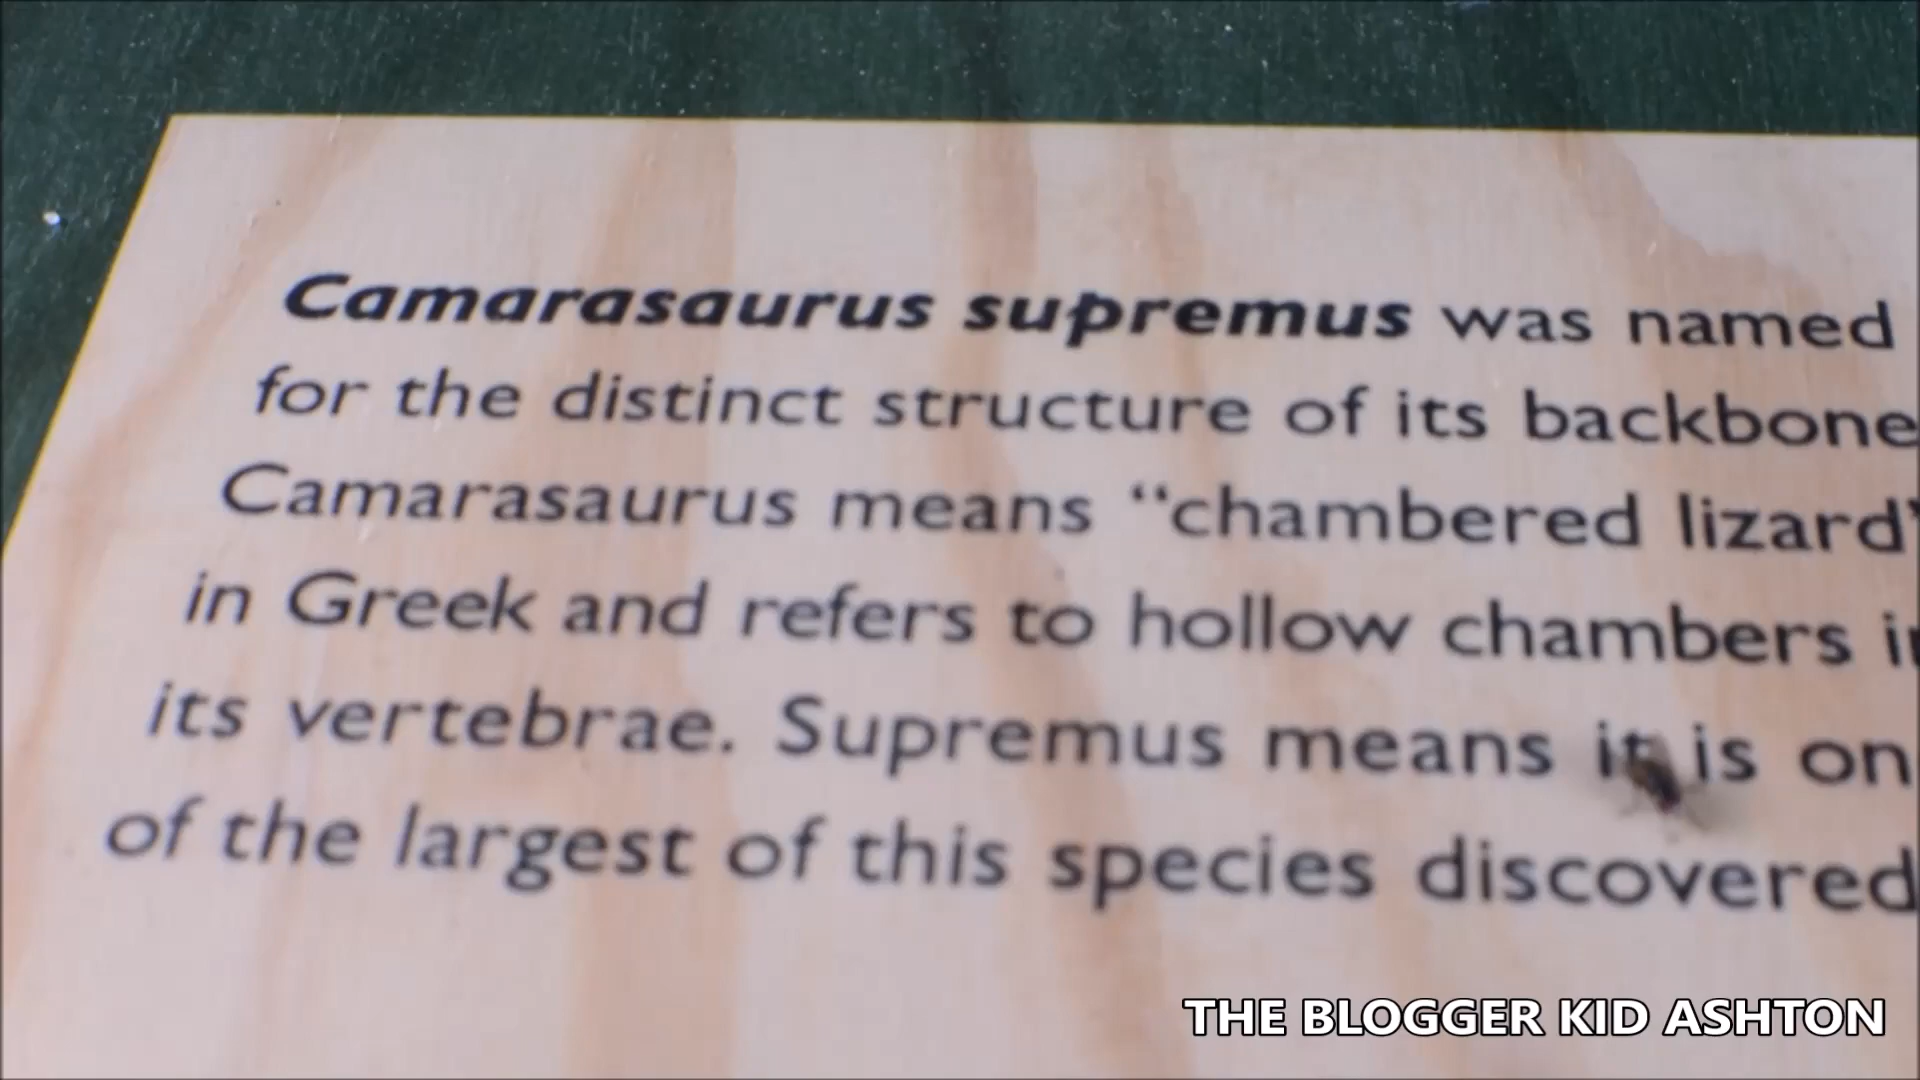 Camarasaurus supremus was named
for the distinct structure of its backbone
Camarasaurus means “chambered lizard”
in Greek and refers to hollow chambers in
its vertebrae. Supremus means it is on
of the largest of this species discovered
THE BLOGGER KID ASHTON